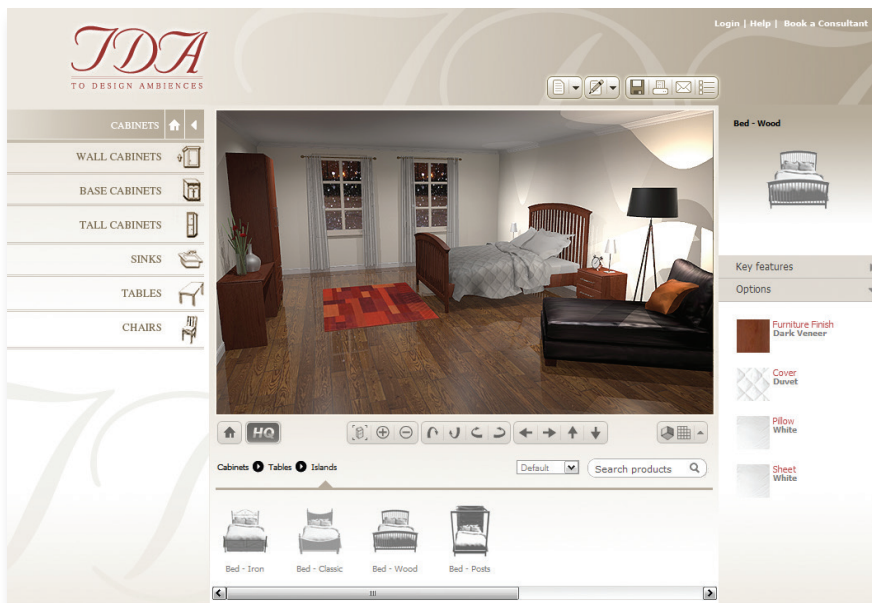 Login | Help | Book a Consultant
TDA
TO DESIGN AMBIENCES
CABINETS
WALL CABINETS
BASE CABINETS
TALL CABINETS
SINKS
TABLES
CHAIRS
Bed - Wood
Key features
Options
Furniture Finish
Dark Veneer
Cover
Duvet
Pillow
White
Sheet
White
HQ
Cabinets Tables Islands
Default
Search products
Bed - Iron
Bed - Classic
Bed - Wood
Bed - Posts